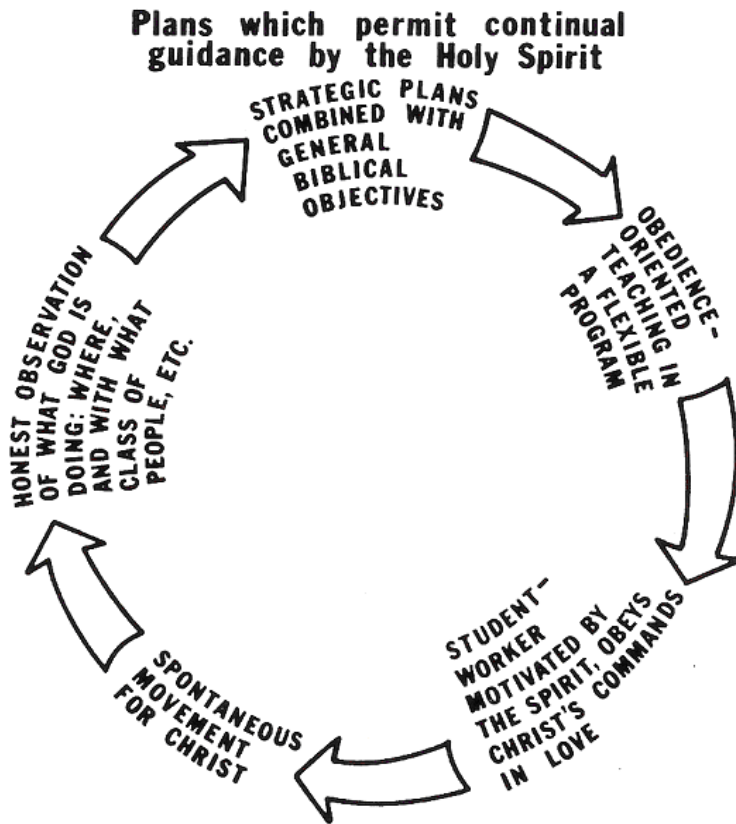 Plans which permit continual
guidance by the Holy Spirit
STRATEGIC PLANS
COMBINED WITH
GENERAL
BIBLICAL
OBJECTIVES
OBEDIENCE-
ORIENTED
TEACHING IN
A FLEXIBLE
PROGRAM
STUDENT-
WORKER
MOTIVATED BY
THE SPIRIT, OBEYS
CHRIST'S COMMANDS
IN LOVE
SPONTANEOUS
MOVEMENT
FOR CHRIST
HONEST OBSERVATION
OF WHAT GOD IS
DOING: WHERE,
AND WITH WHAT
CLASS OF
PEOPLE, ETC.